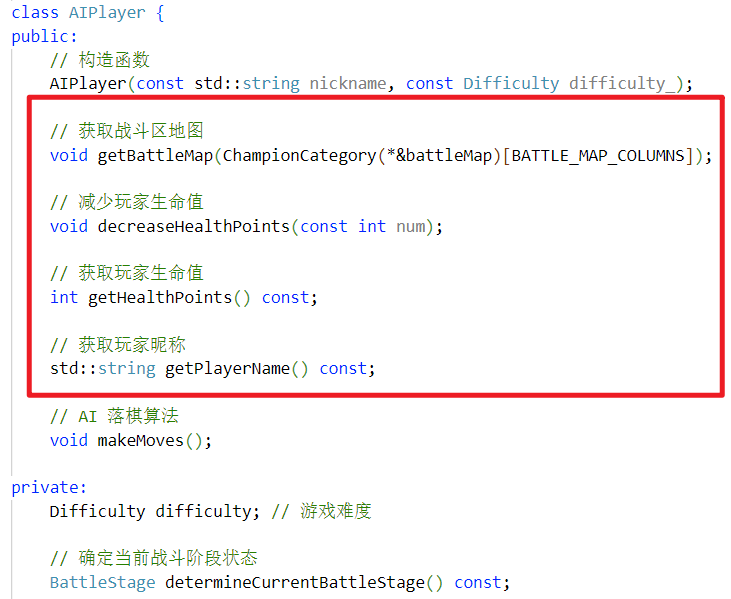 class AIPlayer {
public:
// 构造函数
AIPlayer(const std::string nickname, const Difficulty difficulty_);
// 获取战斗区地图
void getBattleMap(ChampionCategory(*&battleMap)[BATTLE_MAP_COLUMNS]);
// 减少玩家生命值
void decreaseHealthPoints(const int num);
// 获取玩家生命值
int getHealthPoints() const;
// 获取玩家昵称
std::string getPlayerName() const;
// AI 落棋算法
void makeMoves();
private:
Difficulty difficulty; // 游戏难度
// 确定当前战斗阶段状态
BattleStage determineCurrentBattleStage() const;